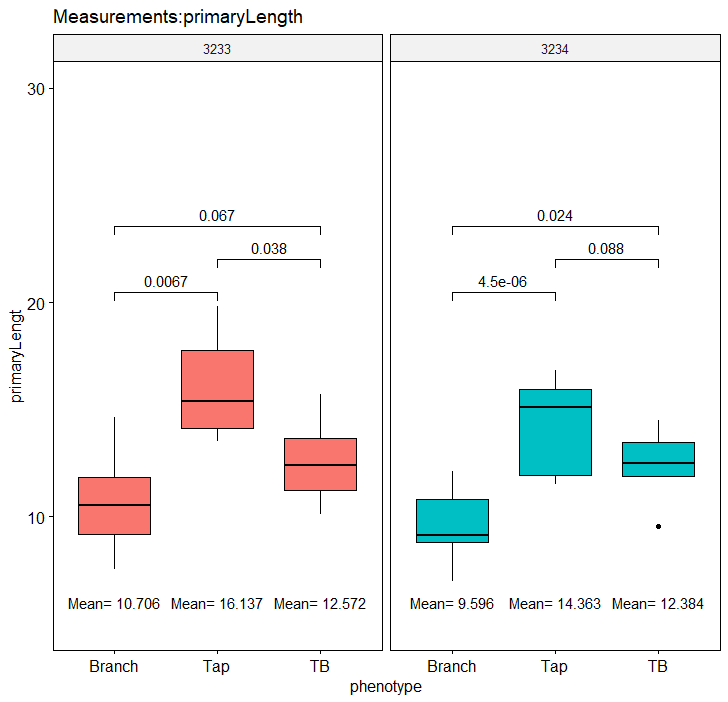 Measurements:primaryLength
3233 3234
30
20
10
primaryLengt
0.067 0.024
0.038 0.088
0.0067 4.5e-06
Mean= 10.706 Mean= 16.137 Mean= 12.572 Mean= 9.596 Mean= 14.363 Mean= 12.384
Branch Tap TB Branch Tap TB
phenotype